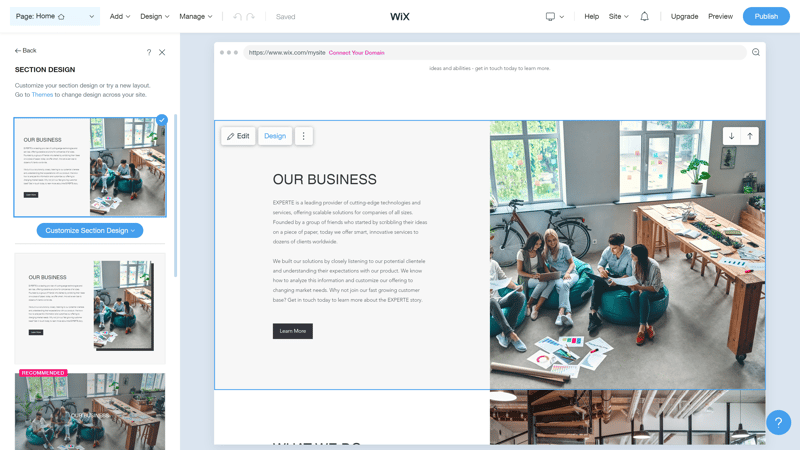 Page: Home
Add
Design
Manage
Saved
WiX
Help
Site
Upgrade
Preview
Publish
Back
?
SECTION DESIGN
Customize your section design or try a new layout.
Go to Themes to change design across your site.
OUR BUSINESS
Customize Section Design
OUR BUSINESS
RECOMMENDED
OUR BUSINESS
https://www.wix.com/mysite Connect Your Domain
ideas and abilities - get in touch today to learn more
Edit
Design
OUR BUSINESS
EXPERTE is a leading provider of cutting-edge technologies and
services, offering scalable solutions for companies of all sizes.
Founded by a group of friends who started by scribbling their ideas
on a piece of paper, today we offer smart, innovative services to
dozens of clients worldwide.
We built our solutions by closely listening to our potential clientele
and understanding their expectations with our product. We know
how to analyze this information and customize our offering to
changing market needs. Why not join our fast growing customer
base? Get in touch today to learn more about the EXPERTE story.
Learn More
WHAT WE DO
?